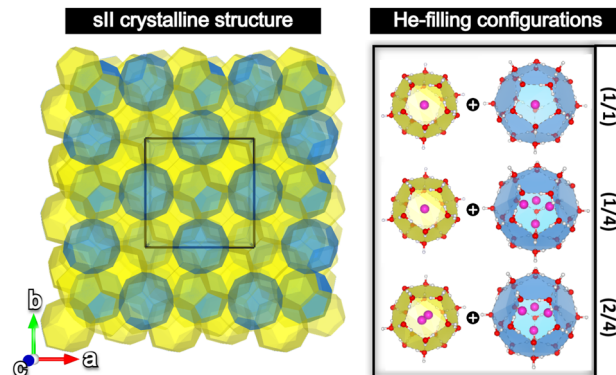 sII crystalline structure
He-filling configurations
(1/1)
+
(1/4)
+
(2/4)
+
b
c
a